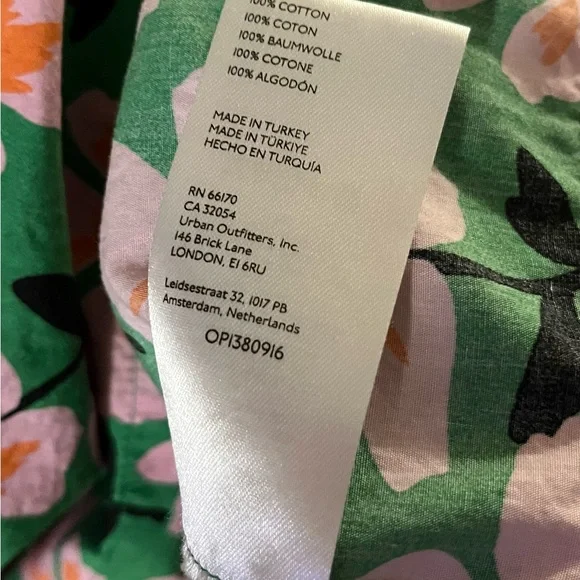 100% COTTON
100% COTON
100% BAUMWOLLE
100% COTONE
100% ALGODÓN
MADE IN TURKEY
MADE IN TÜRKIYE
HECHO EN TURQUÍA
RN 66170
CA 32054
Urban Outfitters, Inc.
146 Brick Lane
LONDON, E1 6RU
Leidsestraat 32, 1017 PB
Amsterdam, Netherlands
OP1380916